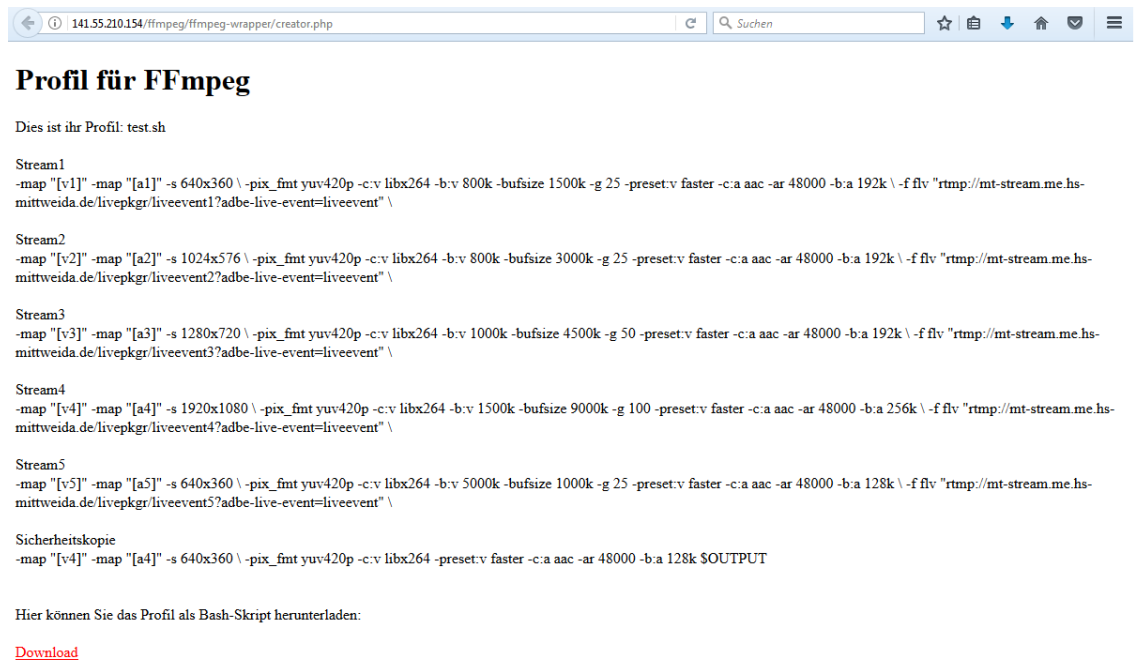 141.55.210.154/ffmpeg/ffmpeg-wrapper/creator.php
Suchen
Profil für FFmpeg
Dies ist ihr Profil: test.sh
Stream1
-map "[v1]" -map "[a1]" -s 640x360 \ -pix_fmt yuv420p -c:v libx264 -b:v 800k -bufsize 1500k -g 25 -preset:v faster -c:a aac -ar 48000 -b:a 192k \ -f flv "rtmp://mt-stream.me.hs-
mittweida.de/livepkgr/liveevent1?adbe-live-event=liveevent" \
Stream2
-map "[v2]" -map "[a2]" -s 1024x576 \ -pix_fmt yuv420p -c:v libx264 -b:v 800k -bufsize 3000k -g 25 -preset:v faster -c:a aac -ar 48000 -b:a 192k \ -f flv "rtmp://mt-stream.me.hs-
mittweida.de/livepkgr/liveevent2?adbe-live-event=liveevent" \
Stream3
-map "[v3]" -map "[a3]" -s 1280x720 \ -pix_fmt yuv420p -c:v libx264 -b:v 1000k -bufsize 4500k -g 50 -preset:v faster -c:a aac -ar 48000 -b:a 192k \ -f flv "rtmp://mt-stream.me.hs-
mittweida.de/livepkgr/liveevent3?adbe-live-event=liveevent" \
Stream4
-map "[v4]" -map "[a4]" -s 1920x1080 \ -pix_fmt yuv420p -c:v libx264 -b:v 1500k -bufsize 9000k -g 100 -preset:v faster -c:a aac -ar 48000 -b:a 256k \ -f flv "rtmp://mt-stream.me.hs-
mittweida.de/livepkgr/liveevent4?adbe-live-event=liveevent" \
Stream5
-map "[v5]" -map "[a5]" -s 640x360 \ -pix_fmt yuv420p -c:v libx264 -b:v 5000k -bufsize 1000k -g 25 -preset:v faster -c:a aac -ar 48000 -b:a 128k \ -f flv "rtmp://mt-stream.me.hs-
mittweida.de/livepkgr/liveevent5?adbe-live-event=liveevent" \
Sicherheitskopie
-map "[v4]" -map "[a4]" -s 640x360 \ -pix_fmt yuv420p -c:v libx264 -preset:v faster -c:a aac -ar 48000 -b:a 128k $OUTPUT
Hier können Sie das Profil als Bash-Skript herunterladen:
Download